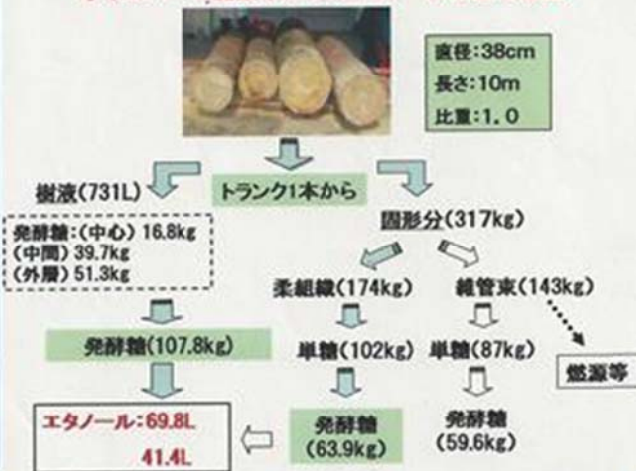 直径:38cm
長さ:10m
比重:1.0
樹液(731L)
トランク1本から
固形分(317kg)
発酵糖:(中心) 16.8kg
(中間) 39.7kg
(外層) 51.3kg
柔組織(174kg)
維管束(143kg)
発酵糖(107.8kg)
単糖(102kg)
単糖(87kg)
燃源等
エタノール:69.8L
41.4L
発酵糖
(63.9kg)
発酵糖
(59.6kg)